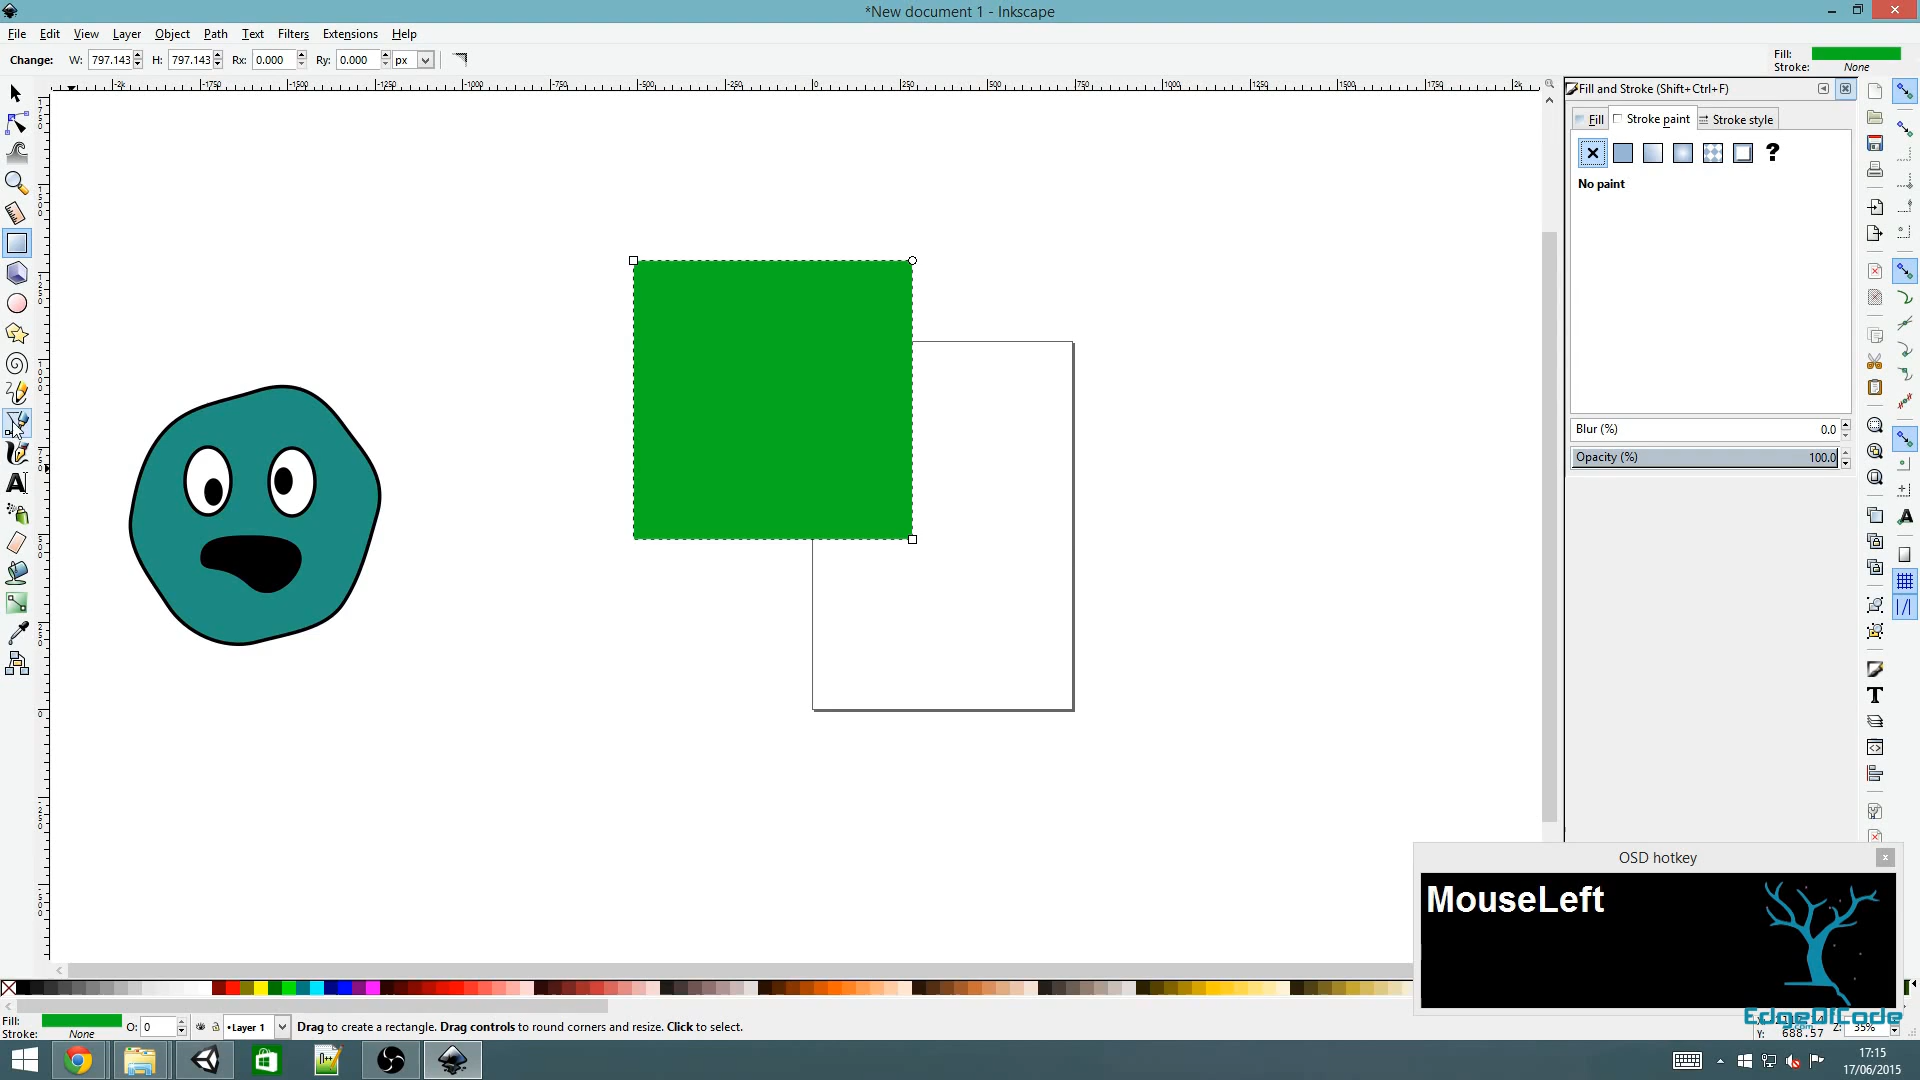 *New document 1 - Inkscape
File Edit View Layer Object Path Text Filters Extensions Help
Change: W: 797.143 H: 797.143 Rx: 0.000 Ry: 0.000 px
Fill:
Stroke: None
Fill and Stroke (Shift+Ctrl+F)
Fill Stroke paint Stroke style
?
No paint
Blur (%) 0.0
Opacity (%) 100.0
OSD hotkey
MouseLeft
EdgeOfCode
.com
Fill:
Stroke: None
O: 0
•Layer 1
Drag to create a rectangle. Drag controls to round corners and resize. Click to select.
Y: 688.57
Z: 35%
17:15
17/06/2015